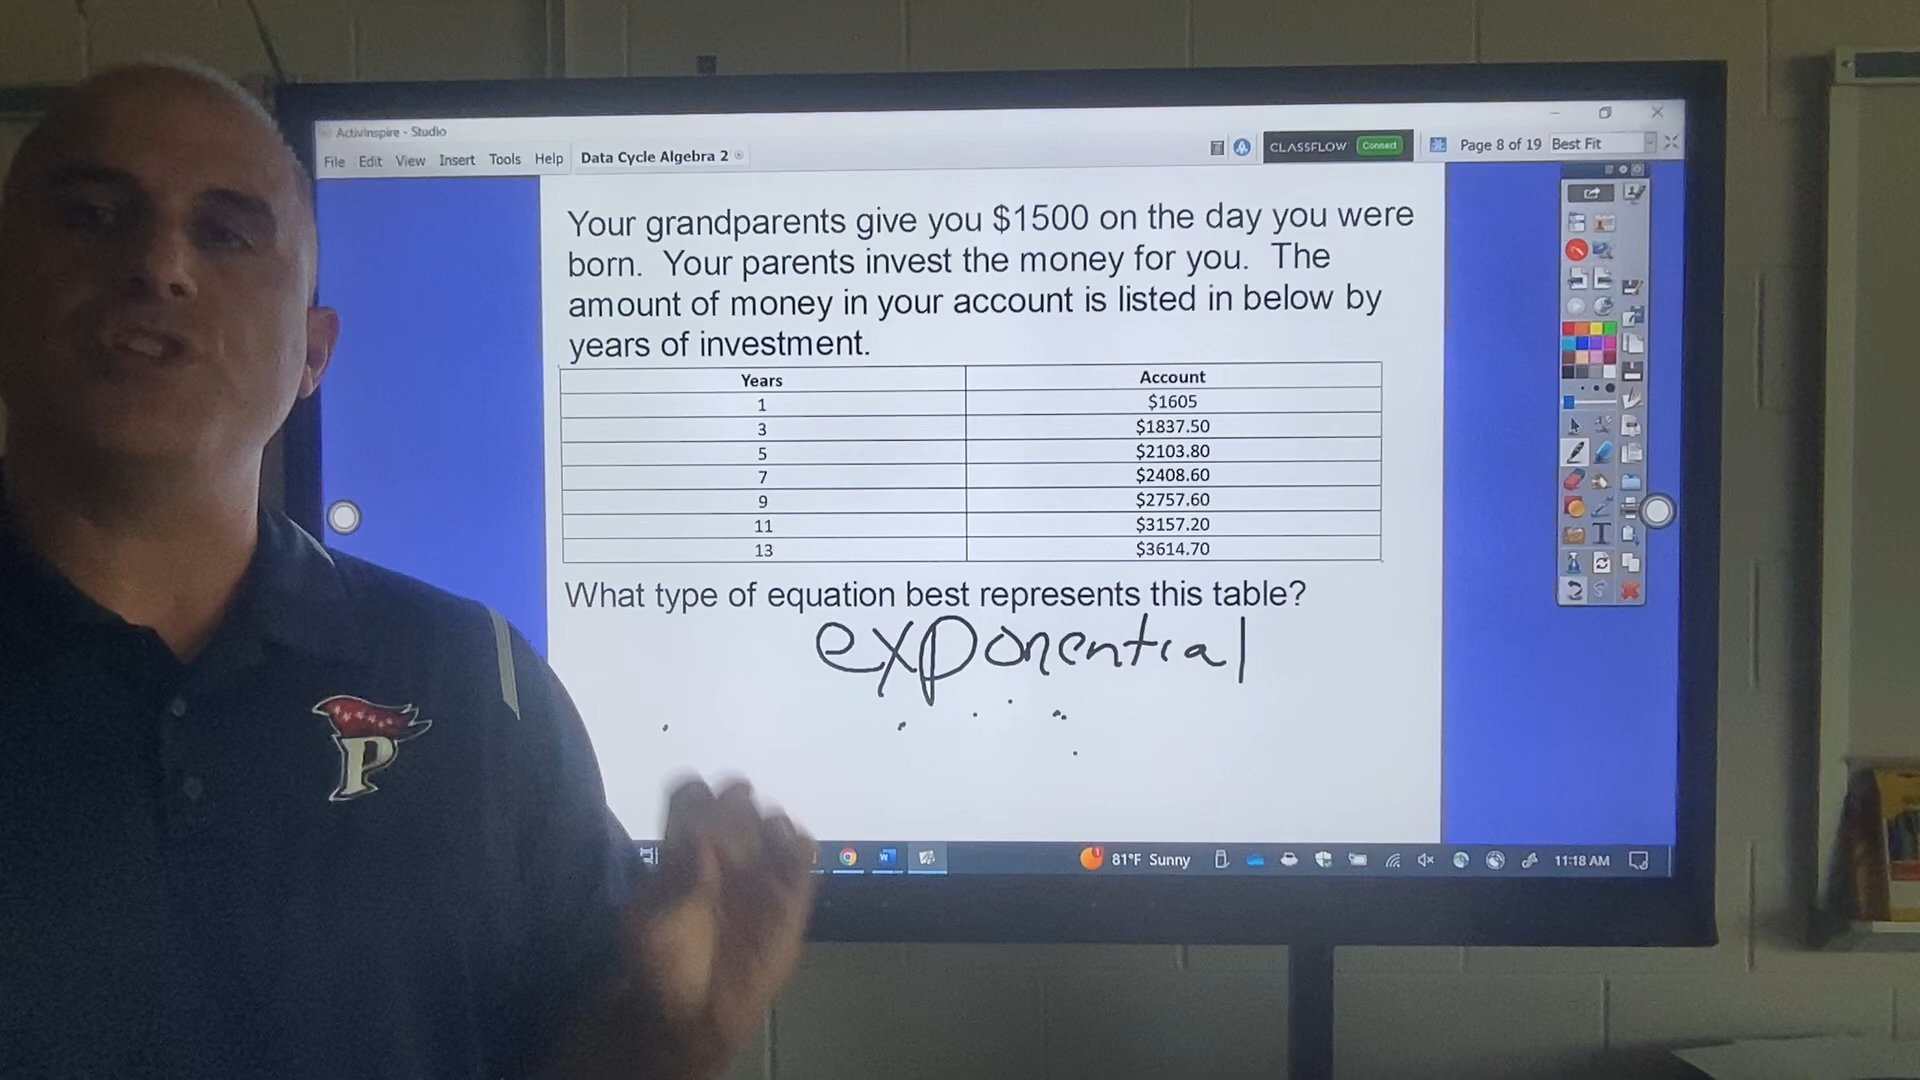 ActivInspire - Studio
File Edit View Insert Tools Help Data Cycle Algebra 2
CLASSFLOW Connect Page 8 of 19 Best Fit
Your grandparents give you $1500 on the day you were
born. Your parents invest the money for you. The
amount of money in your account is listed in below by
years of investment.
Years Account
1 $1605
3 $1837.50
5 $2103.80
7 $2408.60
9 $2757.60
11 $3157.20
13 $3614.70
What type of equation best represents this table?
exponential
P
81°F Sunny 11:18 AM